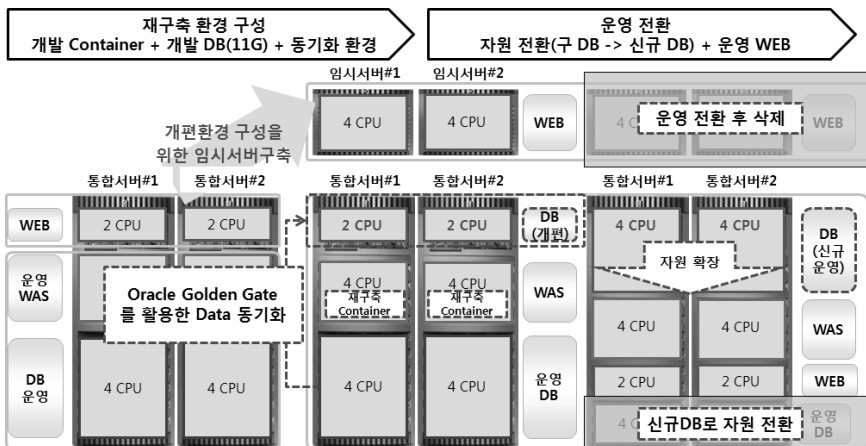 재구축 환경 구성
개발 Container + 개발 DB(11G) + 동기화 환경
운영 전환
자원 전환(구 DB -> 신규 DB) + 운영 WEB
임시서버#1
임시서버#2
4 CPU
4 CPU
WEB
4 C
운영 전환 후 삭제
WEB
개편환경 구성을
위한 임시서버구축
통합서버#1
통합서버#2
통합서버#1
통합서버#2
통합서버#1
통합서버#2
WEB
2 CPU
2 CPU
2 CPU
2 CPU
DB
(개편)
4 CPU
4 CPU
DB
(신규
운영)
자원 확장
운영
WAS
Oracle Golden Gate
를 활용한 Data 동기화
4 CPU
재구축
Container
4 CPU
재구축
Container
WAS
4 CPU
4 CPU
WAS
DB
운영
4 CPU
4 CPU
4 CPU
4 CPU
운영
DB
2 CPU
2 CPU
WEB
4 C
신규DB로 자원 전환
운영
DB